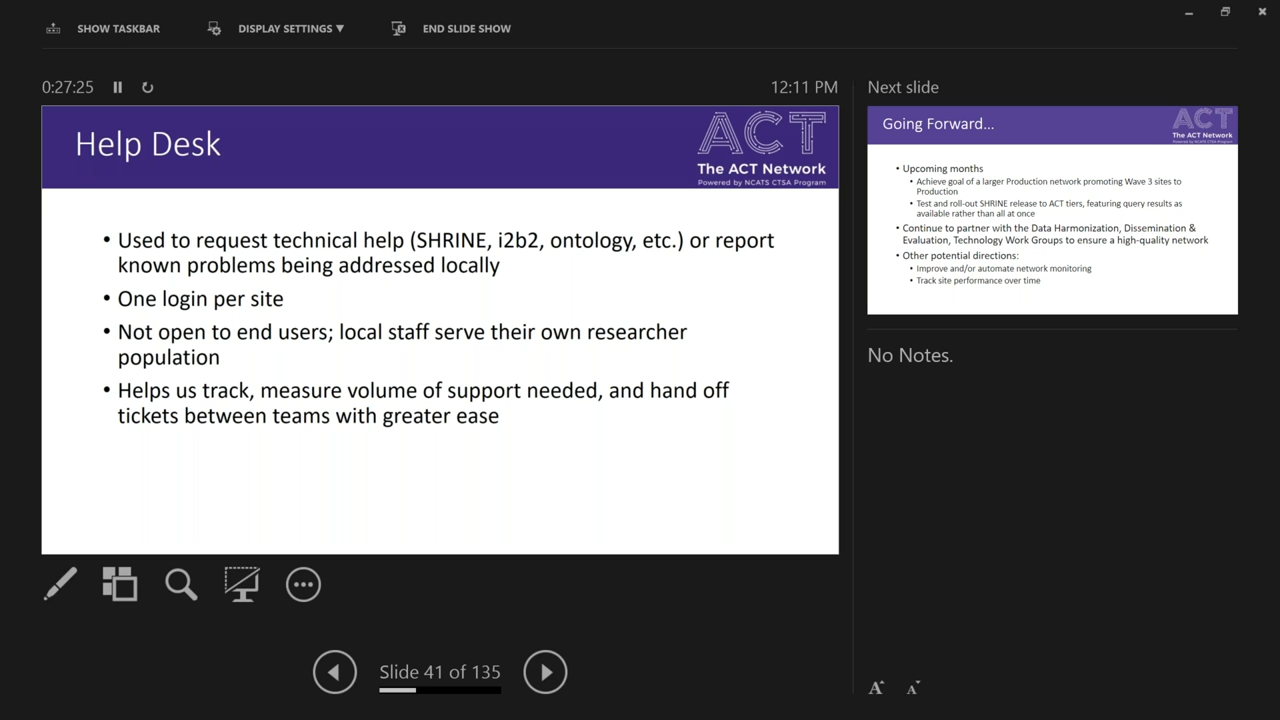 SHOW TASKBAR
DISPLAY SETTINGS ▼
END SLIDE SHOW
0:27:25
12:11 PM
Help Desk
ACT
The ACT Network
Powered by NCATS CTSA Program
• Used to request technical help (SHRINE, i2b2, ontology, etc.) or report
known problems being addressed locally
• One login per site
• Not open to end users; local staff serve their own researcher
population
• Helps us track, measure volume of support needed, and hand off
tickets between teams with greater ease
Slide 41 of 135
Next slide
Going Forward...
ACT
The ACT Network
Powered by NCATS CTSA Program
• Upcoming months
• Achieve goal of a larger Production network promoting Wave 3 sites to
Production
• Test and roll-out SHRINE release to ACT tiers, featuring query results as
available rather than all at once
• Continue to partner with the Data Harmonization, Dissemination &
Evaluation, Technology Work Groups to ensure a high-quality network
• Other potential directions:
• Improve and/or automate network monitoring
• Track site performance over time
No Notes.
A A